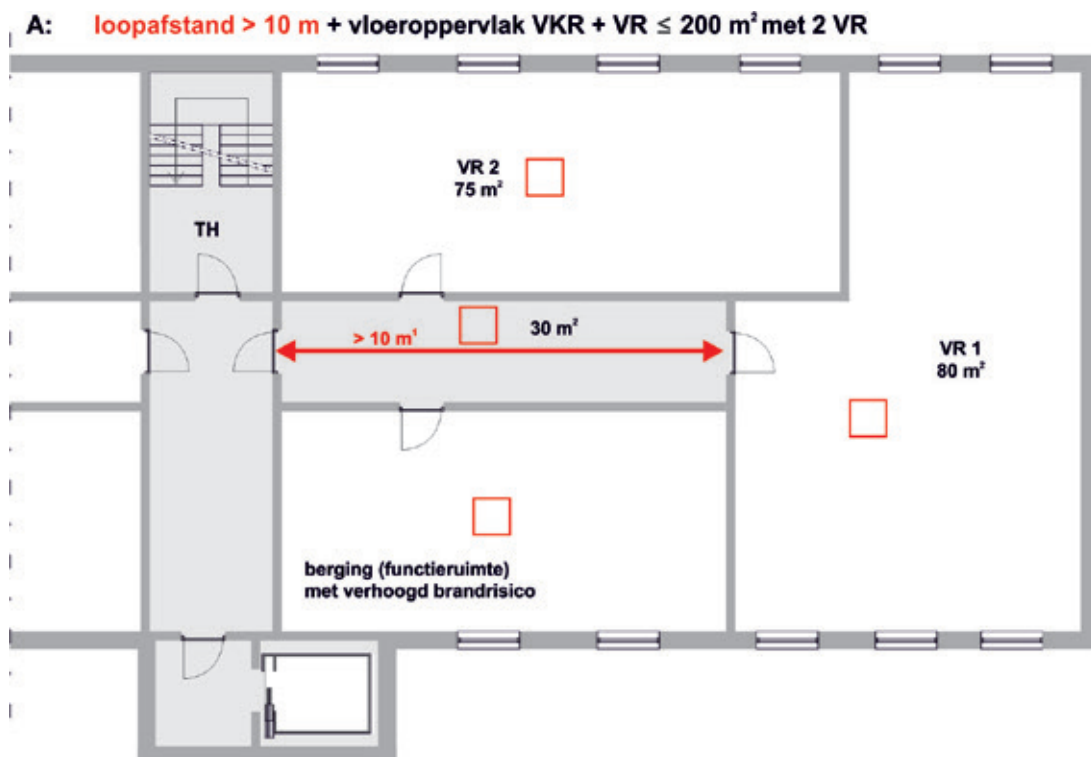 A: loopafstand > 10 m + vloeroppervlak VKR + VR ≤ 200 m² met 2 VR
VR 2
75 m²
TH
> 10 m¹
30 m²
VR 1
80 m²
berging (functieruimte)
met verhoogd brandrisico